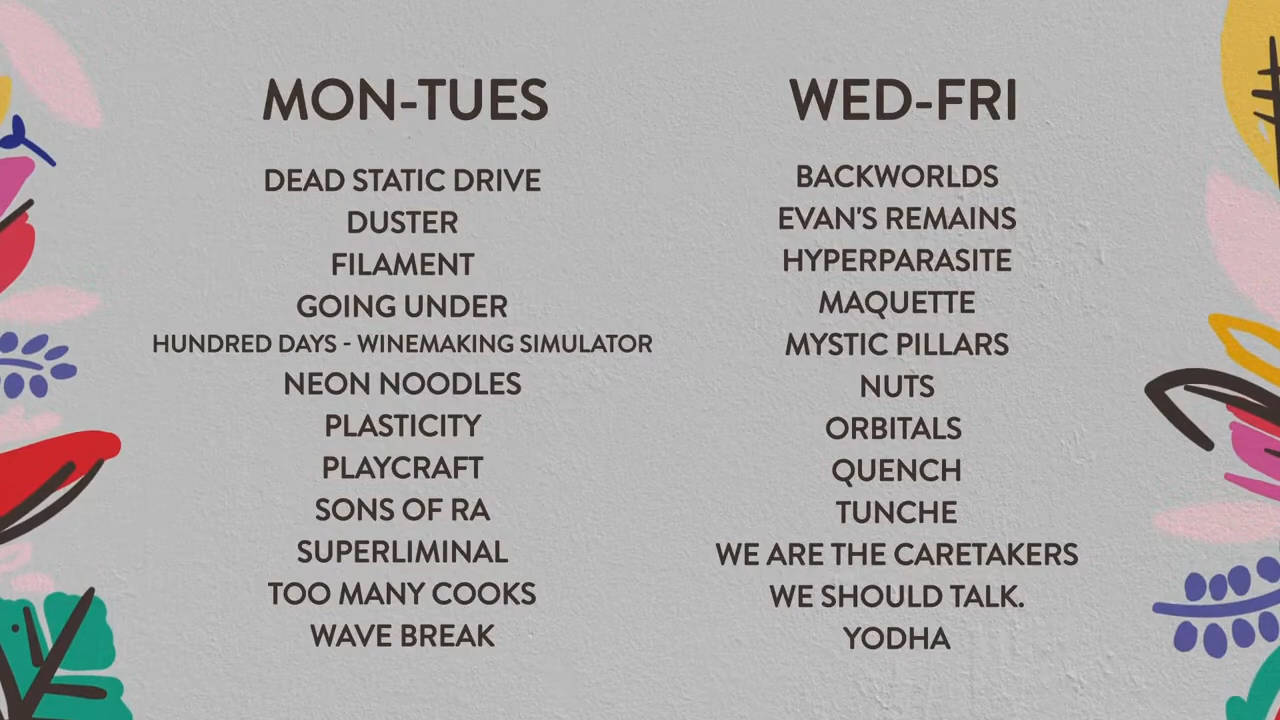 MON-TUES
DEAD STATIC DRIVE
DUSTER
FILAMENT
GOING UNDER
HUNDRED DAYS - WINEMAKING SIMULATOR
NEON NOODLES
PLASTICITY
PLAYCRAFT
SONS OF RA
SUPERLIMINAL
TOO MANY COOKS
WAVE BREAK
WED-FRI
BACKWORLDS
EVAN'S REMAINS
HYPERPARASITE
MAQUETTE
MYSTIC PILLARS
NUTS
ORBITALS
QUENCH
TUNCHE
WE ARE THE CARETAKERS
WE SHOULD TALK.
YODHA